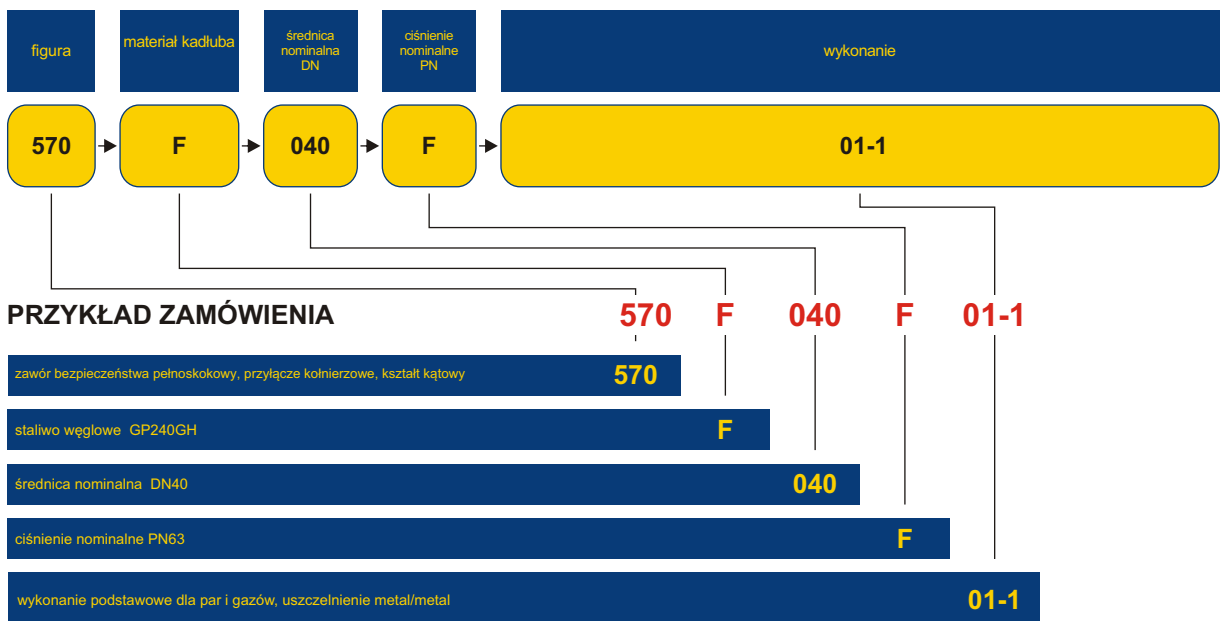 figura
materiał kadłuba
średnica
nominalna
DN
ciśnienie
nominalne
PN
wykonanie
570
F
040
F
01-1
PRZYKŁAD ZAMÓWIENIA 570 F 040 F 01-1
zawór bezpieczeństwa pełnoskokowy, przyłącze kołnierzowe, kształt kątowy 570
staliwo węglowe GP240GH F
średnica nominalna DN40 040
ciśnienie nominalne PN63 F
wykonanie podstawowe dla par i gazów, uszczelnienie metal/metal 01-1